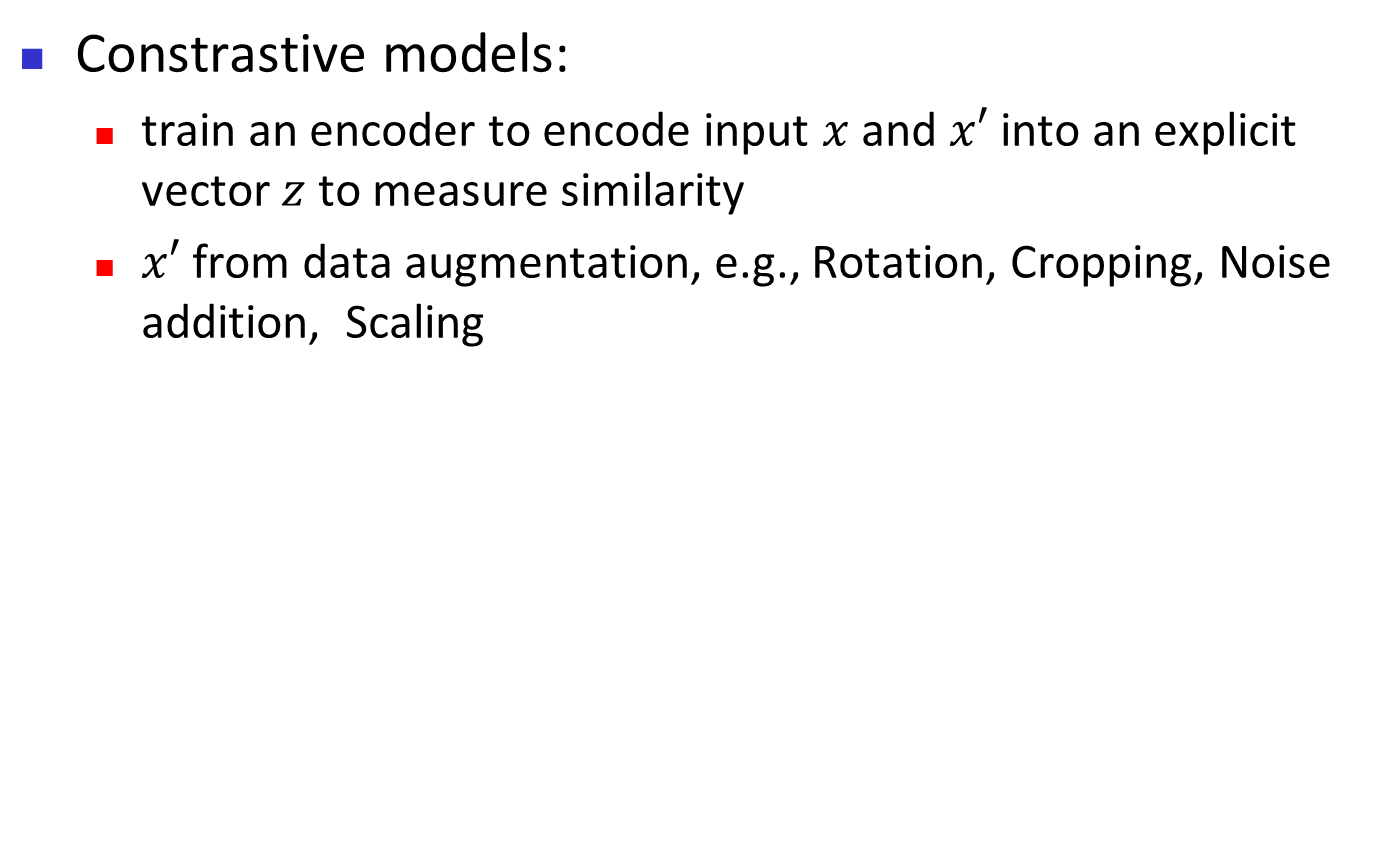 Constrastive models:
train an encoder to encode input x and x′ into an explicit
vector z to measure similarity
x′ from data augmentation, e.g., Rotation, Cropping, Noise
addition, Scaling